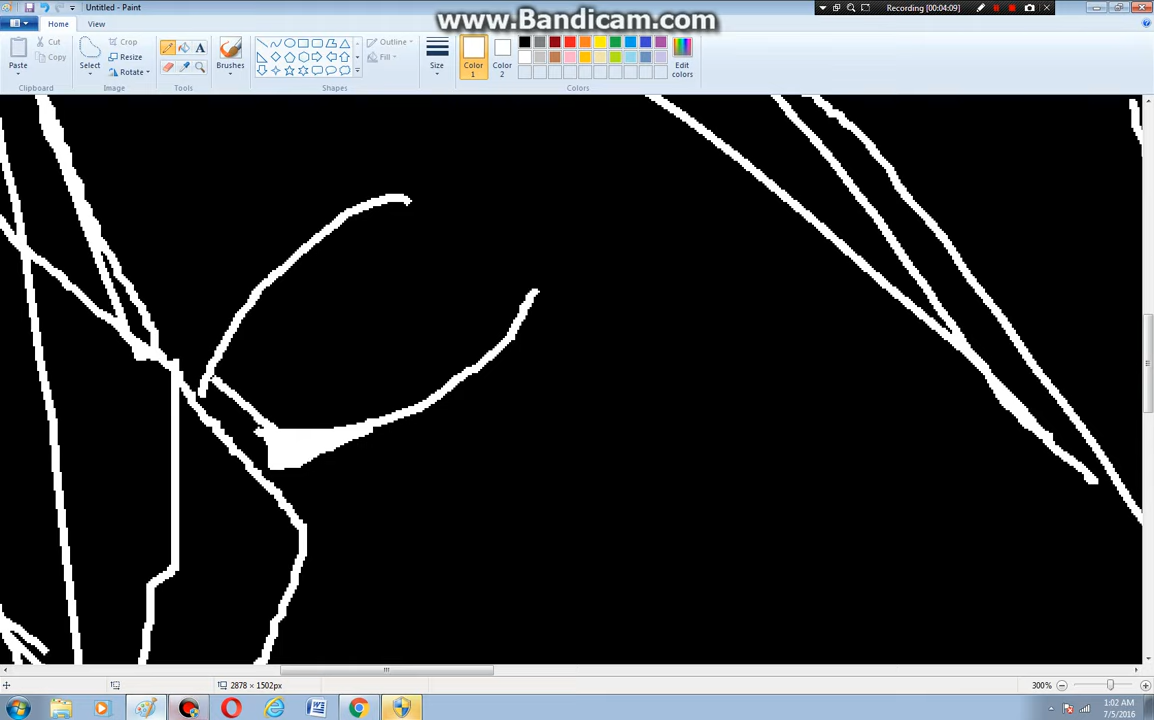 Untitled - Paint
www.Bandicam.com
Recording [00:04:09]
Home
View
Paste
Cut
Copy
Clipboard
Select
Crop
Resize
Rotate
Image
A
Tools
Brushes
Shapes
Outline
Fill
Size
Color 1
Color 2
Edit colors
Colors
2878 × 1502px
300%
1:02 AM
7/5/2016